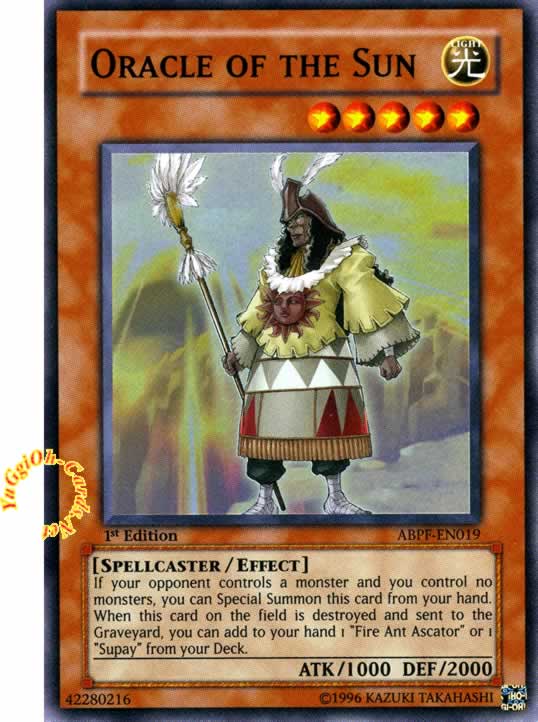 ORACLE OF THE SUN
LIGHT
光
1st Edition
ABPF-EN019
[SPELLCASTER / EFFECT]
If your opponent controls a monster and you control no
monsters, you can Special Summon this card from your hand.
When this card on the field is destroyed and sent to the
Graveyard, you can add to your hand 1 "Fire Ant Ascator" or 1
"Supay" from your Deck.
ATK/1000 DEF/2000
42280216
©1996 KAZUKI TAKAHASHI
YuGgiOh-Cards.Net